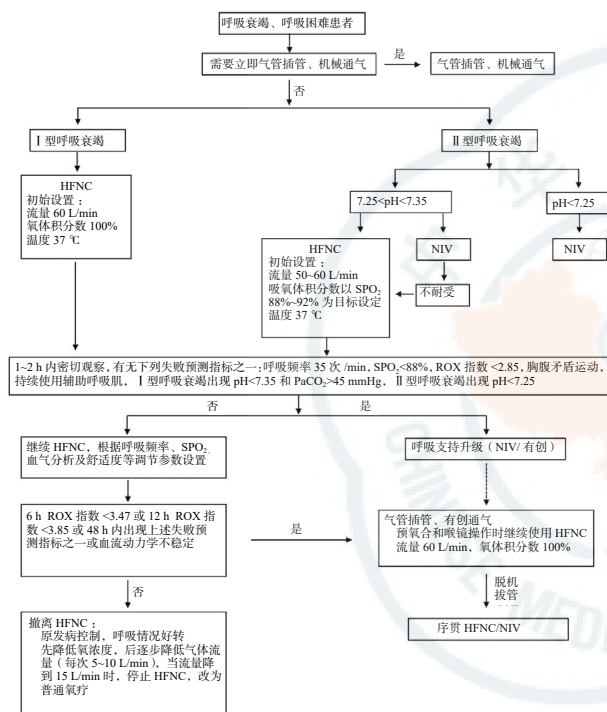 呼吸衰竭、呼吸困难患者
需要立即气管插管、机械通气
是
气管插管、机械通气
否
Ⅰ型呼吸衰竭
Ⅱ型呼吸衰竭
HFNC
初始设置：
流量 60 L/min
氧体积分数 100%
温度 37 ℃
7.25<pH<7.35
pH<7.25
HFNC
初始设置：
流量 50~60 L/min
吸氧体积分数以 SPO₂
88%~92% 为目标设定
温度 37 ℃
NIV
不耐受
NIV
1~2 h 内密切观察，有无下列失败预测指标之一：呼吸频率 35 次 /min, SPO₂<88%, ROX 指数 <2.85, 胸腹矛盾运动，
持续使用辅助呼吸肌，Ⅰ型呼吸衰竭出现 pH<7.35 和 PaCO₂>45 mmHg，Ⅱ型呼吸衰竭出现 pH<7.25
否
是
继续 HFNC，根据呼吸频率、SPO₂
血气分析及舒适度等调节参数设置
呼吸支持升级（NIV/ 有创）
6 h ROX 指数 <3.47 或 12 h ROX 指
数 <3.85 或 48 h 内出现上述失败预
测指标之一或血流动力学不稳定
是
气管插管、有创通气
预氧合和喉镜操作时继续使用 HFNC
流量 60 L/min，氧体积分数 100%
否
脱机
拔管
撤离 HFNC：
原发病控制，呼吸情况好转
先降低氧浓度，后逐步降低气体流
量（每次 5~10 L/min），当流量降
到 15 L/min 时，停止 HFNC，改为
普通氧疗
序贯 HFNC/NIV